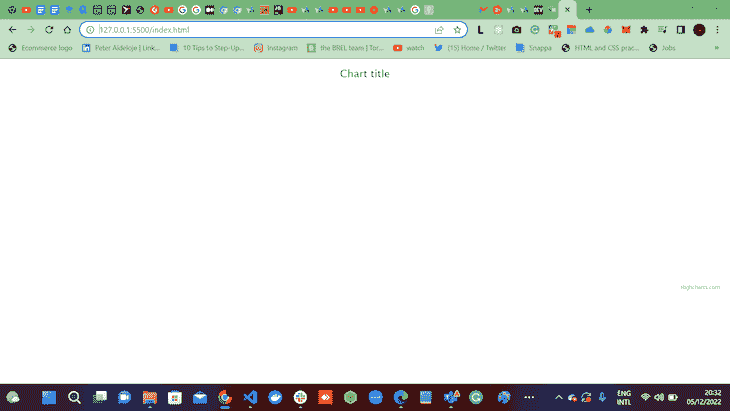 127.0.0.1:5500/index.html
Ecommerce logo
Peter Aideloje | Link...
10 Tips to Step-Up...
Instagram
the BREL team | Tor...
watch
(15) Home / Twitter
Snappa
HTML and CSS prac...
Jobs
»
Chart title
Highcharts.com
ENG
INTL
20:32
05/12/2022